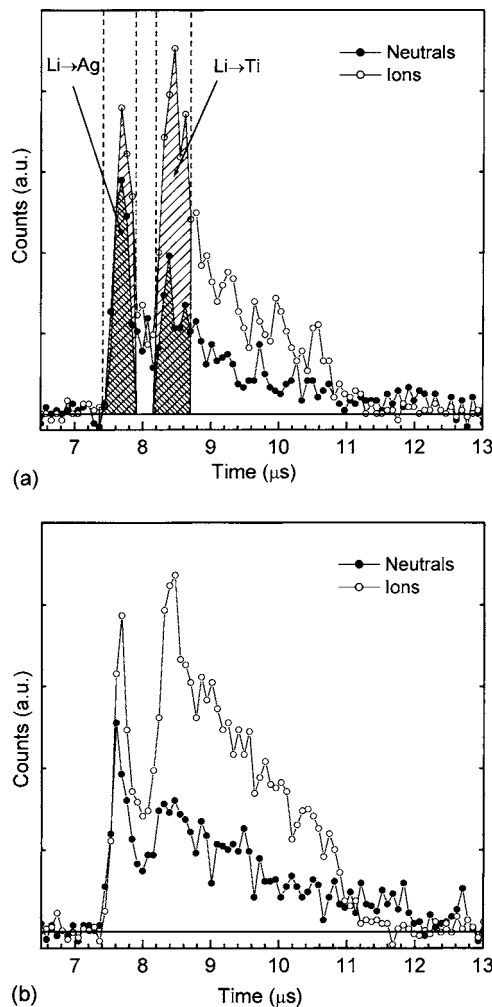 Li→Ag
Li→Ti
Neutrals
Ions
Counts (a.u.)
7 8 9 10 11 12 13
Time (μs)
(a)
Neutrals
Ions
Counts (a.u.)
7 8 9 10 11 12 13
Time (μs)
(b)